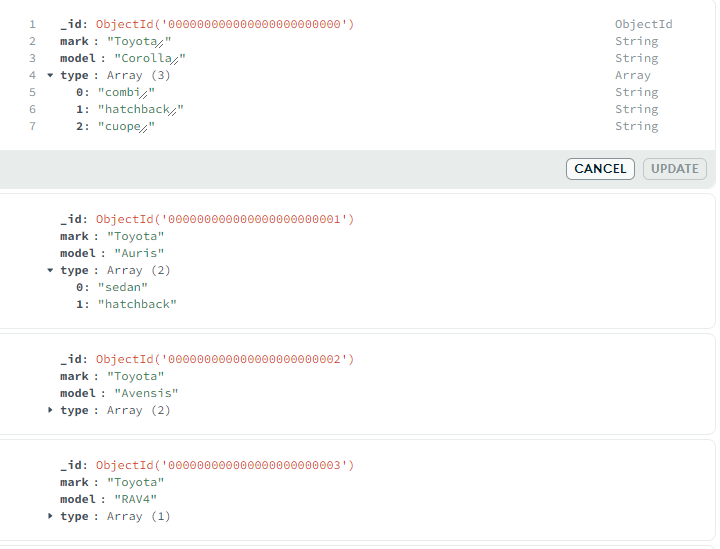 1 _id: ObjectId('000000000000000000000000') ObjectId
2 mark : "Toyota" String
3 model : "Corolla" String
4 type : Array (3) Array
5 0: "combi" String
6 1: "hatchback" String
7 2: "cuope" String
CANCEL UPDATE
_id: ObjectId('000000000000000000000001')
mark : "Toyota"
model : "Auris"
type : Array (2)
0: "sedan"
1: "hatchback"
_id: ObjectId('000000000000000000000002')
mark : "Toyota"
model : "Avensis"
type : Array (2)
_id: ObjectId('000000000000000000000003')
mark : "Toyota"
model : "RAV4"
type : Array (1)